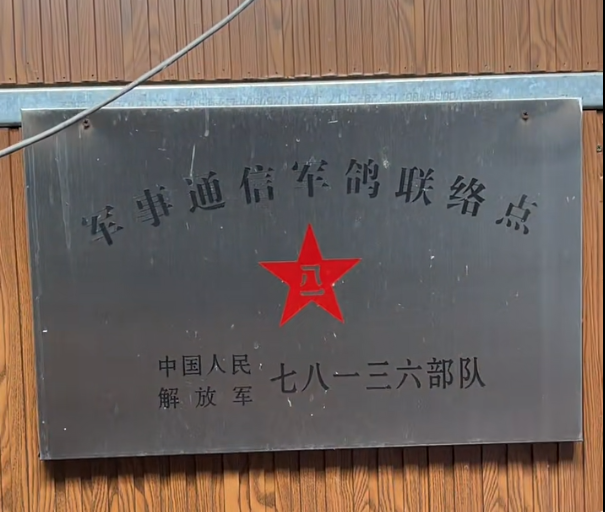 军事通信军鸽联络点
八一
中国人民
解放军
七八一三六部队